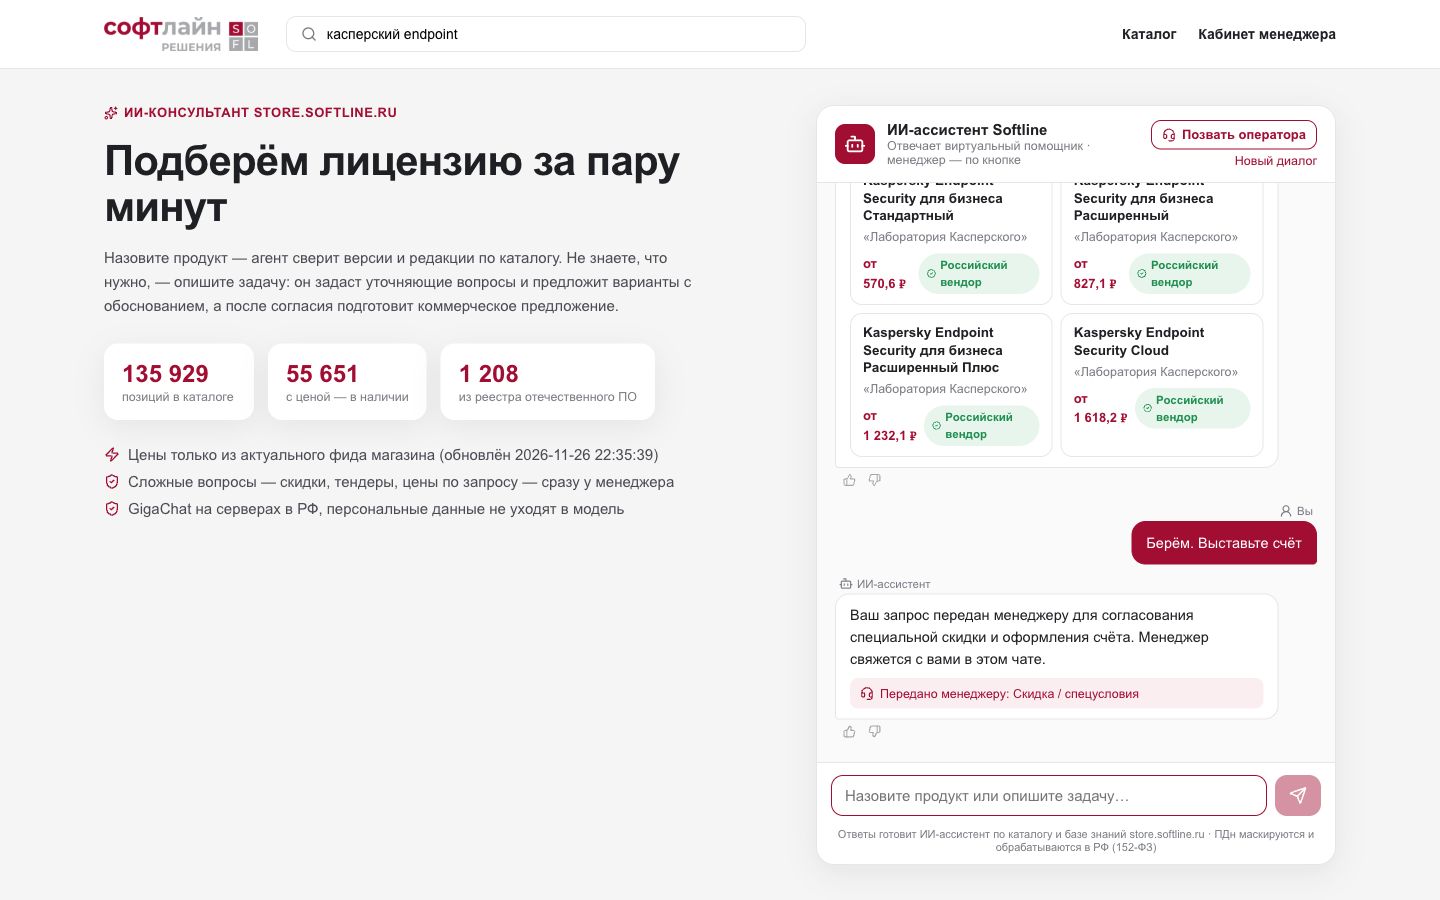 софтлайн
РЕШЕНИЯ
S O
F L
касперский endpoint
Каталог
Кабинет менеджера
ИИ-КОНСУЛЬТАНТ STORE.SOFTLINE.RU
Подберём лицензию за пару
минут
Назовите продукт — агент сверит версии и редакции по каталогу. Не знаете, что
нужно, — опишите задачу: он задаст уточняющие вопросы и предложит варианты с
обоснованием, а после согласия подготовит коммерческое предложение.
135 929
позиций в каталоге
55 651
с ценой — в наличии
1 208
из реестра отечественного ПО
Цены только из актуального фида магазина (обновлён 2026-11-26 22:35:39)
Сложные вопросы — скидки, тендеры, цены по запросу — сразу у менеджера
GigaChat на серверах в РФ, персональные данные не уходят в модель
ИИ-ассистент Softline
Отвечает виртуальный помощник ·
менеджер — по кнопке
Позвать оператора
Новый диалог
Kaspersky Endpoint
Security для бизнеса
Стандартный
«Лаборатория Касперского»
от
570,6 ₽
Российский
вендор
Kaspersky Endpoint
Security для бизнеса
Расширенный
«Лаборатория Касперского»
от
827,1 ₽
Российский
вендор
Kaspersky Endpoint
Security для бизнеса
Расширенный Плюс
«Лаборатория Касперского»
от
1 232,1 ₽
Российский
вендор
Kaspersky Endpoint
Security Cloud
«Лаборатория Касперского»
от
1 618,2 ₽
Российский
вендор
Вы
Берём. Выставьте счёт
ИИ-ассистент
Ваш запрос передан менеджеру для согласования
специальной скидки и оформления счёта. Менеджер
свяжется с вами в этом чате.
Передано менеджеру: Скидка / спецусловия
Назовите продукт или опишите задачу…
Ответы готовит ИИ-ассистент по каталогу и базе знаний store.softline.ru · ПДн маскируются и
обрабатываются в РФ (152-ФЗ)